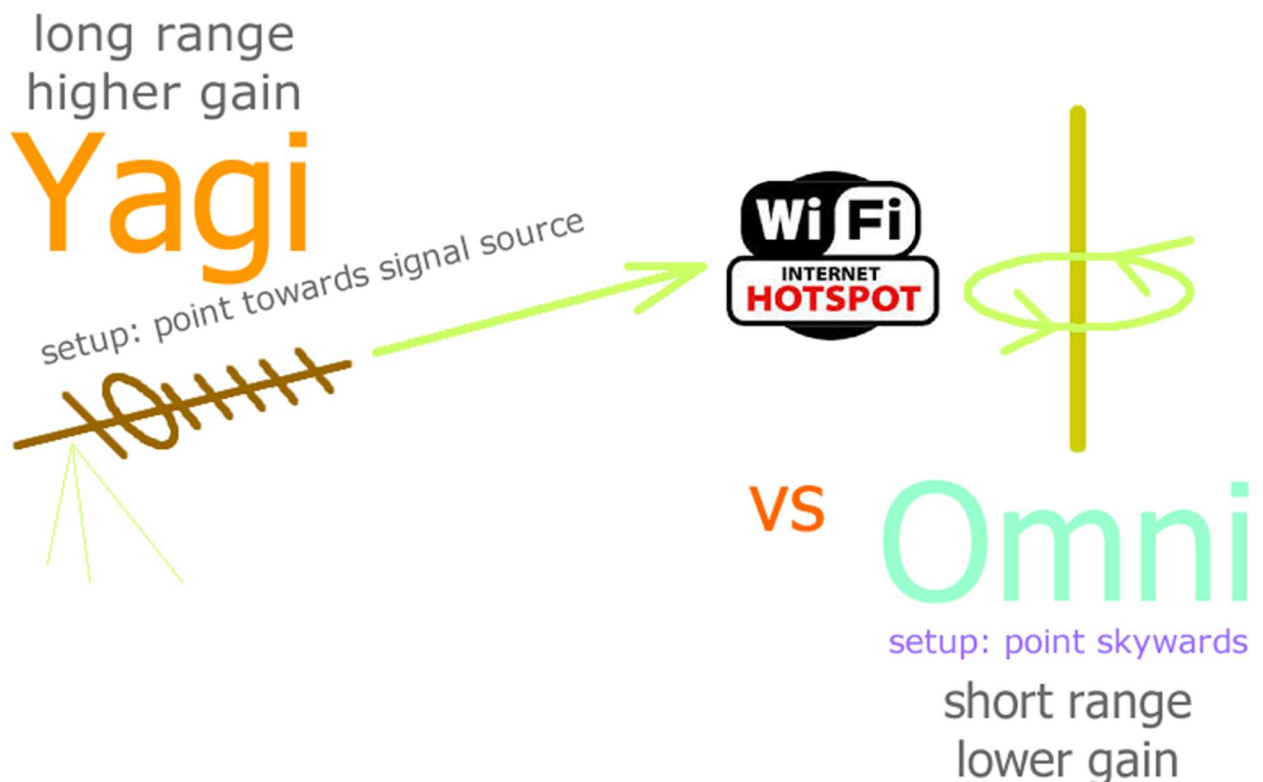 long range
higher gain
Yagi
setup: point towards signal source
Wi Fi
INTERNET
HOTSPOT
vs
Omni
setup: point skywards
short range
lower gain